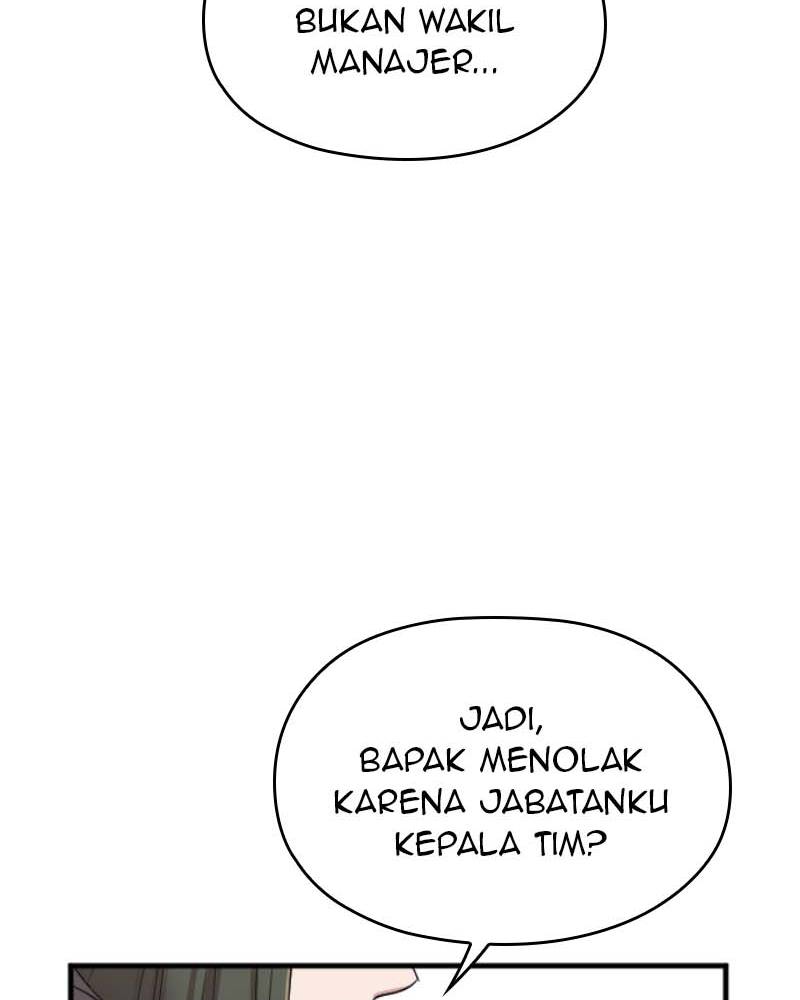 BUKAN WAKIL
MANAJER...
JADI,
BAPAK MENOLAK
KARENA JABATANKU
KEPALA TIM?